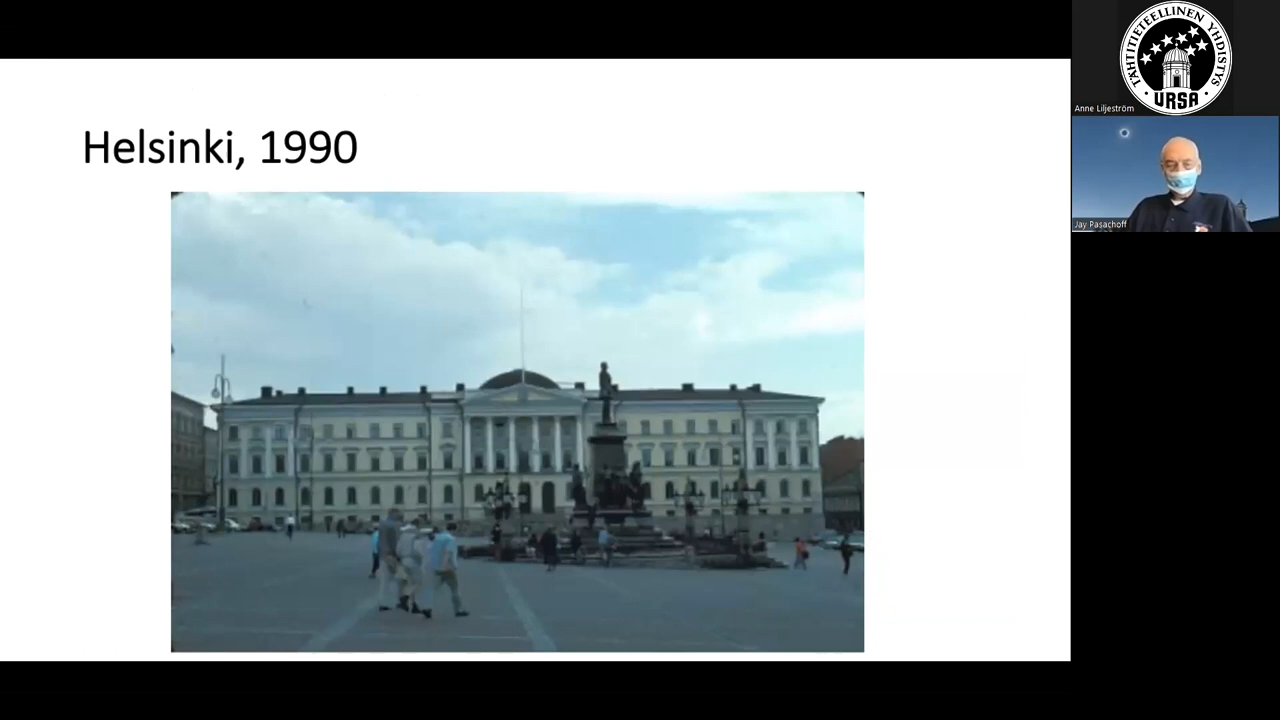 Helsinki, 1990
TÄHTITIETEELLINEN YHDISTYS
• URSA •
Anne Liljeström
Jay Pasachoff